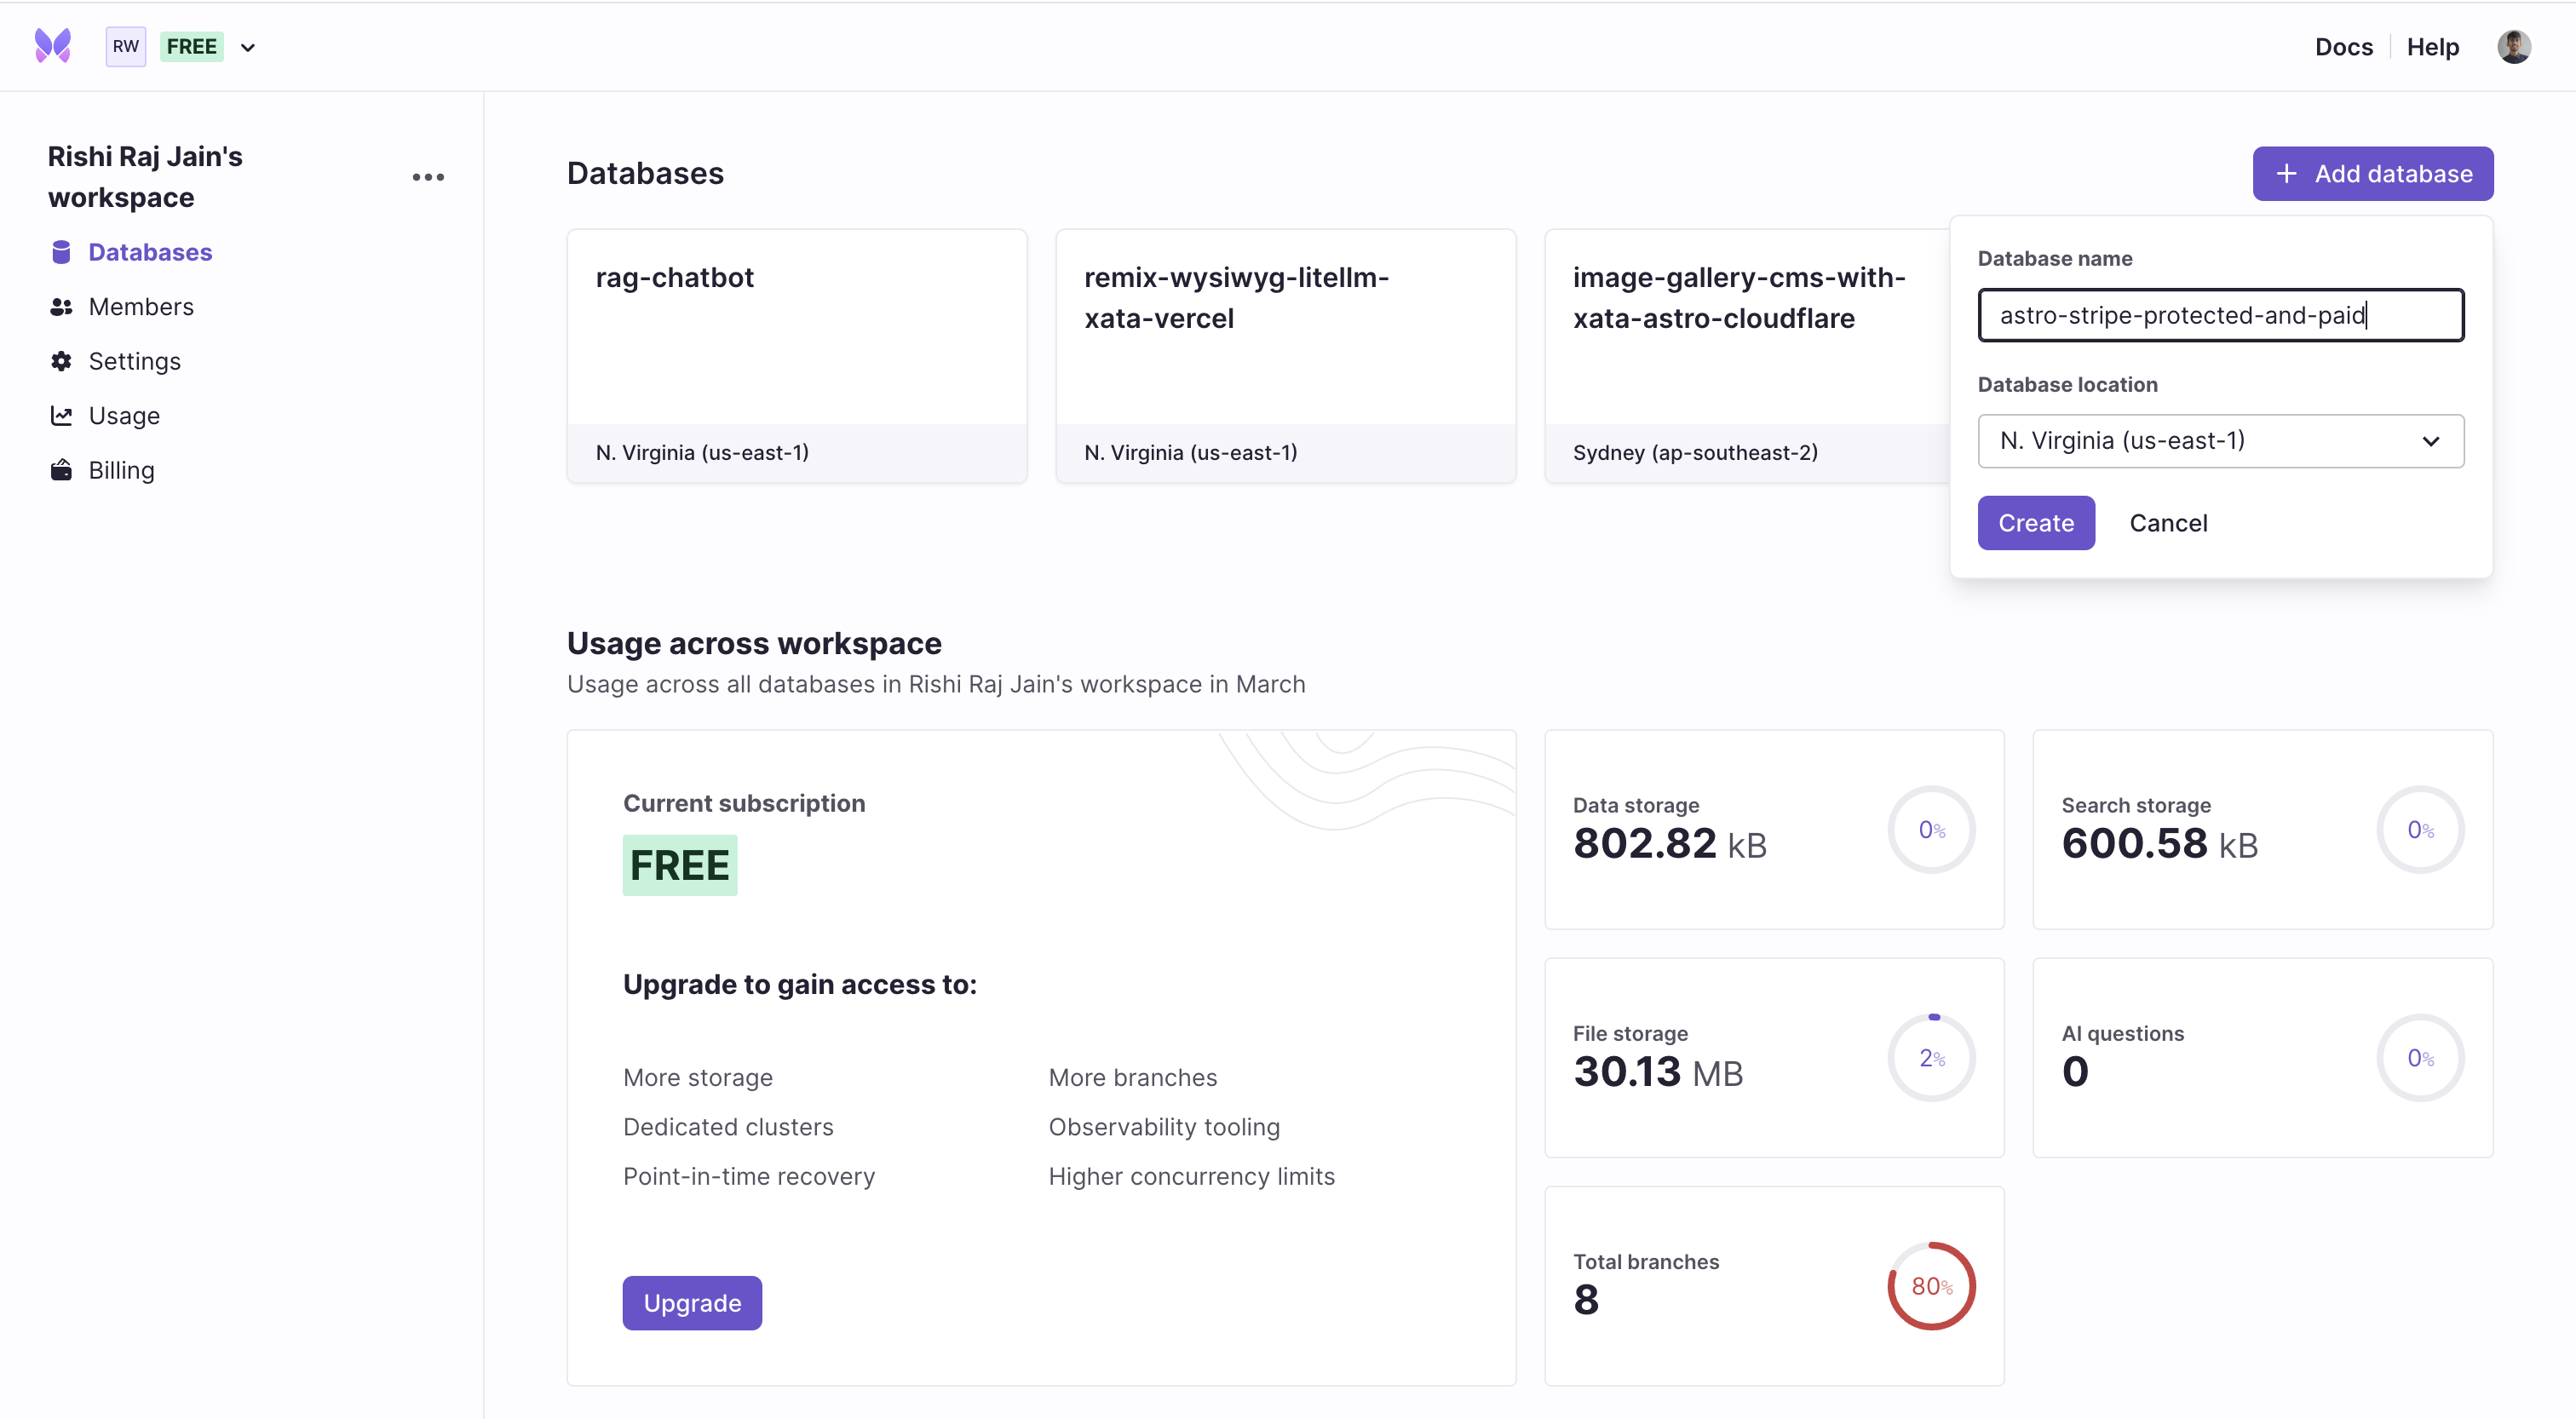 RW FREE
Docs Help
Rishi Raj Jain's
workspace
Databases
Members
Settings
Usage
Billing
Databases
+ Add database
rag-chatbot
N. Virginia (us-east-1)
remix-wysiwyg-litellm-
xata-vercel
N. Virginia (us-east-1)
image-gallery-cms-with-
xata-astro-cloudflare
Sydney (ap-southeast-2)
Database name
astro-stripe-protected-and-paid
Database location
N. Virginia (us-east-1)
Create Cancel
Usage across workspace
Usage across all databases in Rishi Raj Jain's workspace in March
Current subscription
FREE
Upgrade to gain access to:
More storage
More branches
Dedicated clusters
Observability tooling
Point-in-time recovery
Higher concurrency limits
Upgrade
Data storage
802.82 kB
0%
Search storage
600.58 kB
0%
File storage
30.13 MB
2%
AI questions
0
0%
Total branches
8
80%